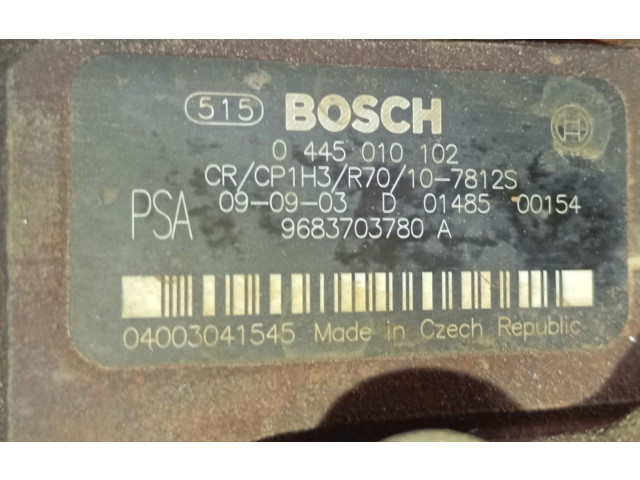 515 BOSCH
0 445 010 102
CR/CP1H3/R70/10-7812S
PSA 09-09-03 D 01485 00154
9683703780 A
04003041545 Made in Czech Republic